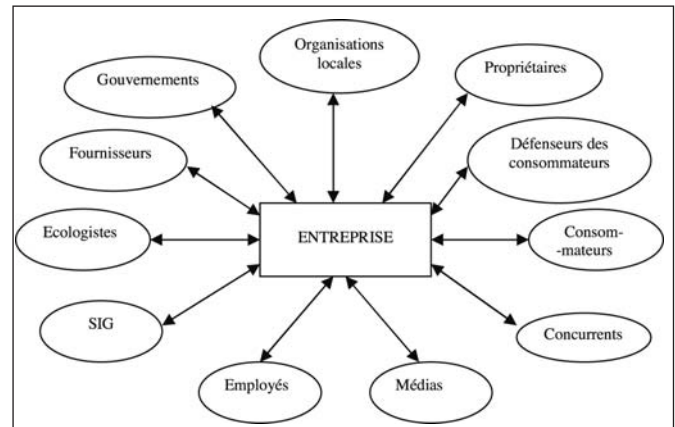 Organisations
locales
Gouvernements
Propriétaires
Fournisseurs
Défenseurs des
consommateurs
Ecologistes
ENTREPRISE
Consom-
-mateurs
SIG
Concurrents
Employés
Médias